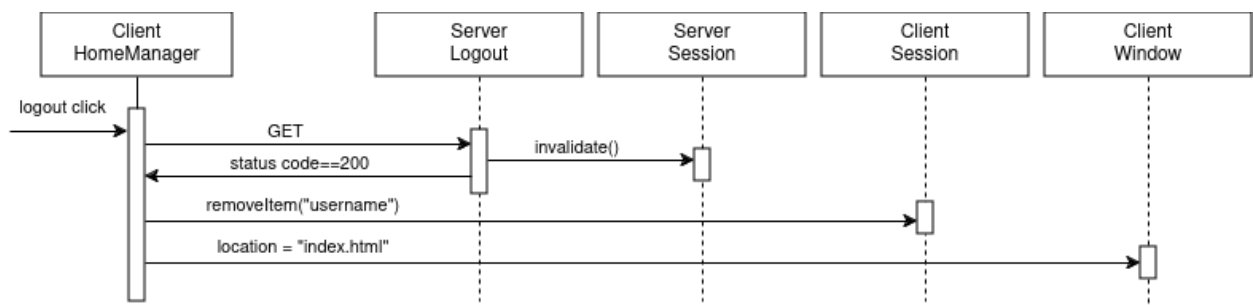 Client
HomeManager
Server
Logout
Server
Session
Client
Session
Client
Window
logout click
GET
invalidate()
status code==200
removeItem("username")
location = "index.html"